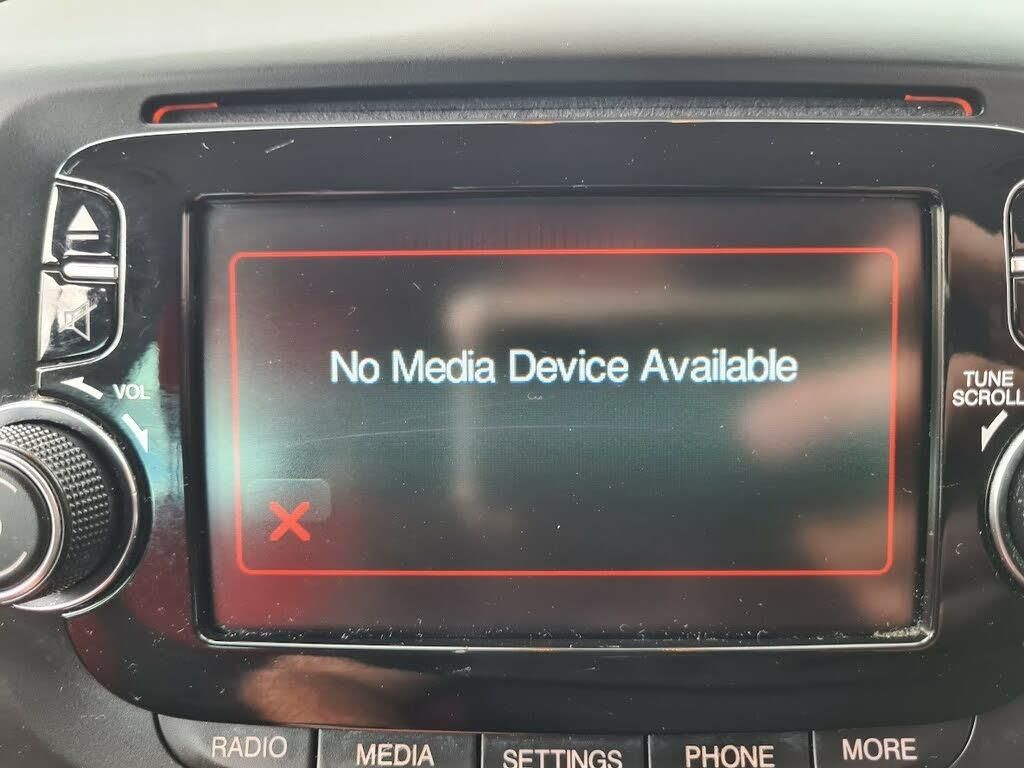 No Media Device Available
VOL
TUNE
SCROLL
RADIO
MEDIA
SETTINGS
PHONE
MORE